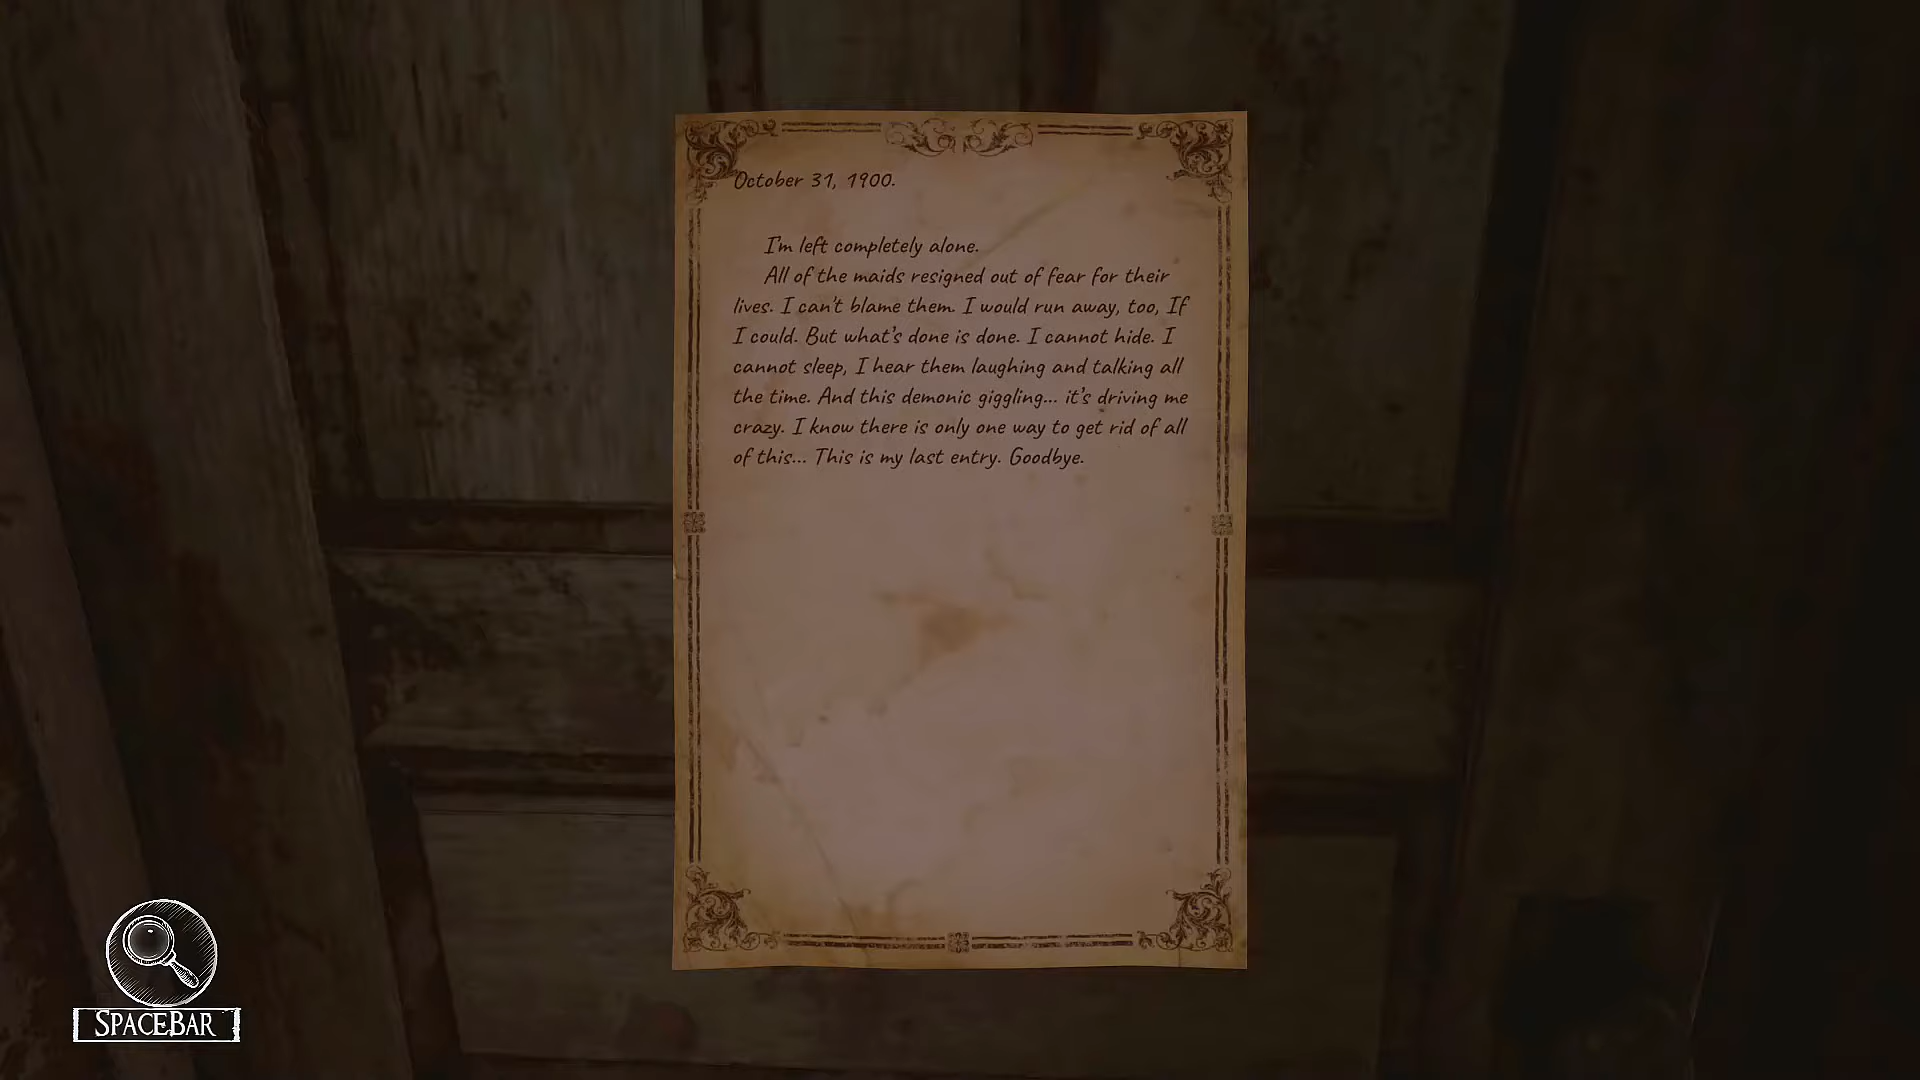 October 31, 1900.
I'm left completely alone.
All of the maids resigned out of fear for their
lives. I can't blame them. I would run away, too, If
I could. But what's done is done. I cannot hide. I
cannot sleep, I hear them laughing and talking all
the time. And this demonic giggling... it's driving me
crazy. I know there is only one way to get rid of all
of this... This is my last entry. Goodbye.
SPACEBAR